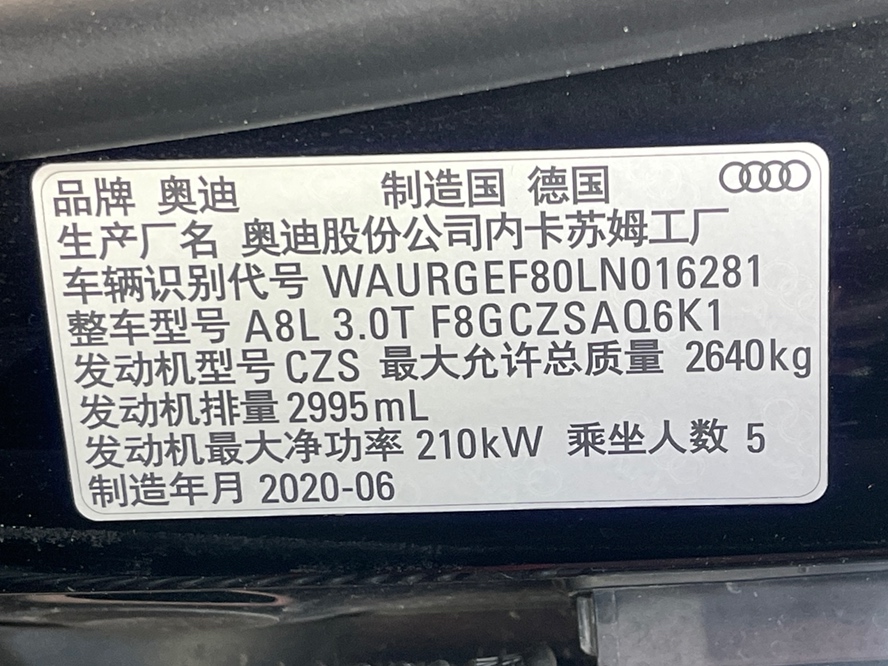 品牌 奥迪 制造国 德国
生产厂名 奥迪股份公司内卡苏姆工厂
车辆识别代号 WAURGEF80LN016281
整车型号 A8L 3.0T F8GCZSAQ6K1
发动机型号 CZS 最大允许总质量 2640kg
发动机排量 2995mL
发动机最大净功率 210kW 乘坐人数 5
制造年月 2020-06